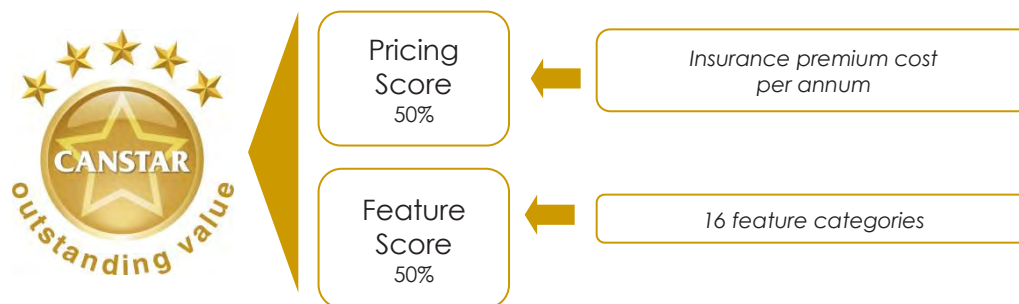 CANSTAR
outstanding value
Pricing
Score
50%
Insurance premium cost
per annum
Feature
Score
50%
16 feature categories